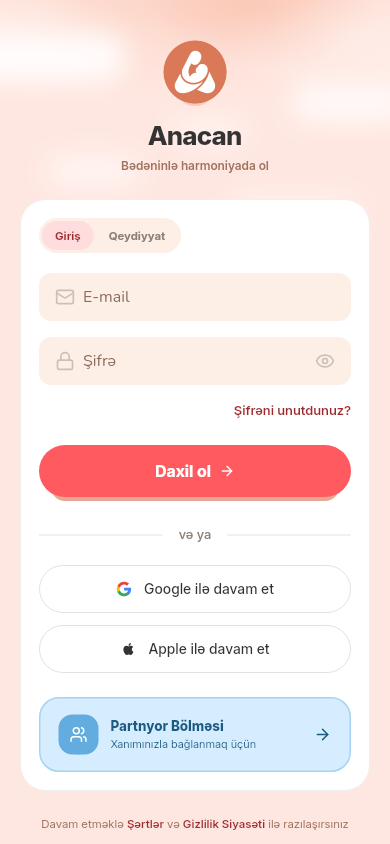 Anacan
Bədəninlə harmoniyada ol
Giriş
Qeydiyyat
E-mail
Şifrə
Şifrəni unutdunuz?
Daxil ol
və ya
Google ilə davam et
Apple ilə davam et
Partnyor Bölməsi
Xanımınızla bağlanmaq üçün
Davam etməklə Şərtlər və Gizlilik Siyasəti ilə razılaşırsınız